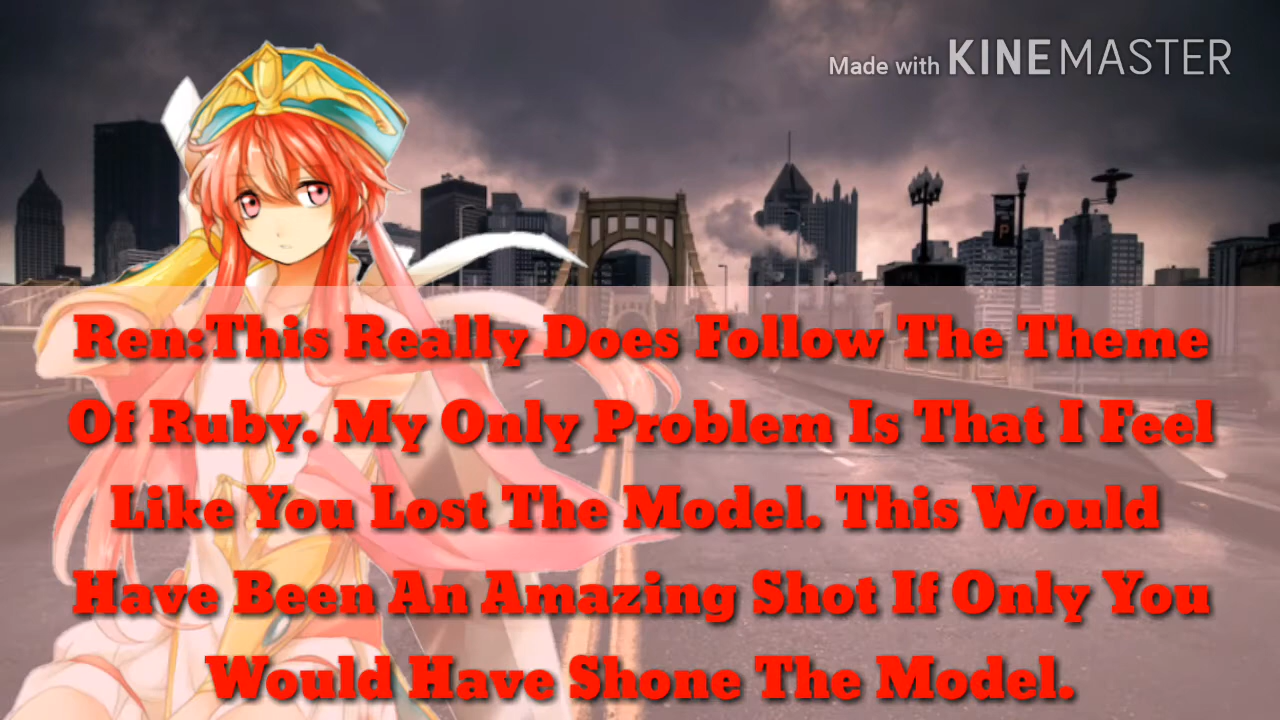 Made with KINEMASTER
P
Ren:This Really Does Follow The Theme
Of Ruby. My Only Problem Is That I Feel
Like You Lost The Model. This Would
Have Been An Amazing Shot If Only You
Would Have Shone The Model.